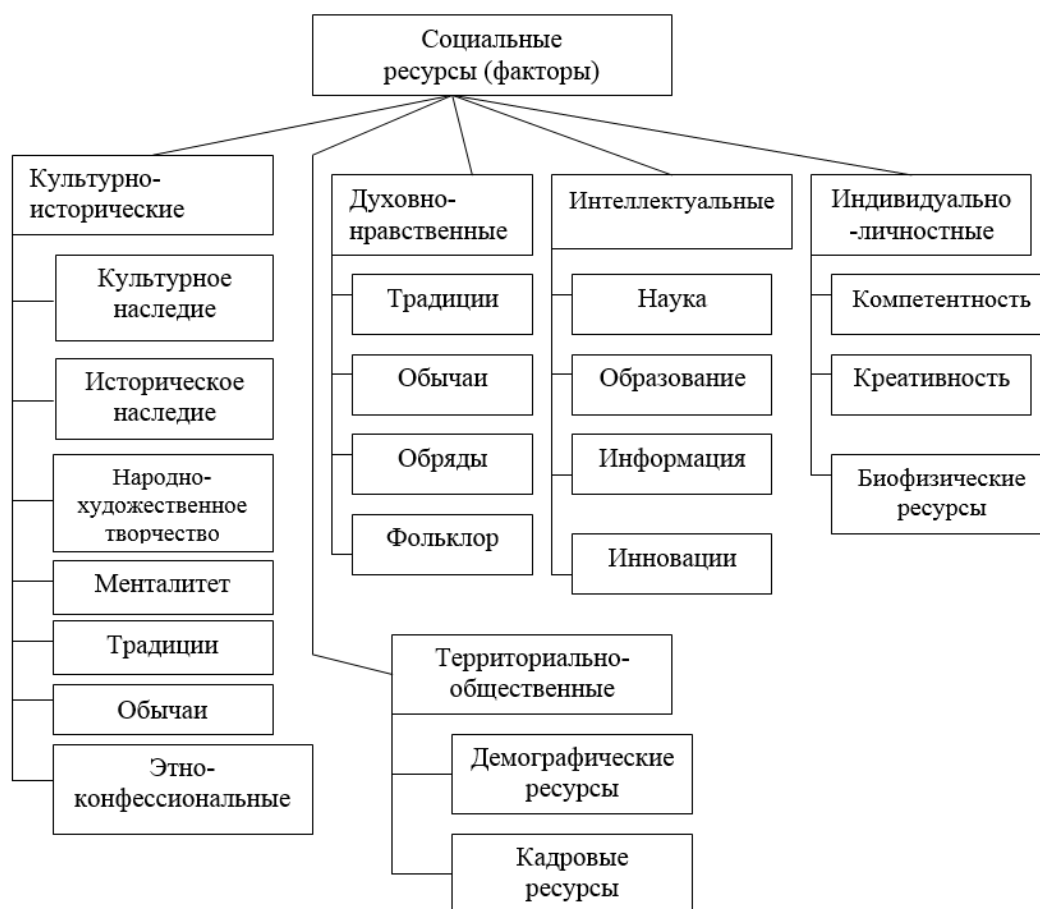 Социальные
ресурсы (факторы)
Культурно-
исторические
Культурное
наследие
Историческое
наследие
Народно-
художественное
творчество
Менталитет
Традиции
Обычаи
Этно-
конфессиональные
Духовно-
нравственные
Традиции
Обычаи
Обряды
Фольклор
Интеллектуальные
Наука
Образование
Информация
Инновации
Индивидуально
-личностные
Компетентность
Креативность
Биофизические
ресурсы
Территориально-
общественные
Демографические
ресурсы
Кадровые
ресурсы